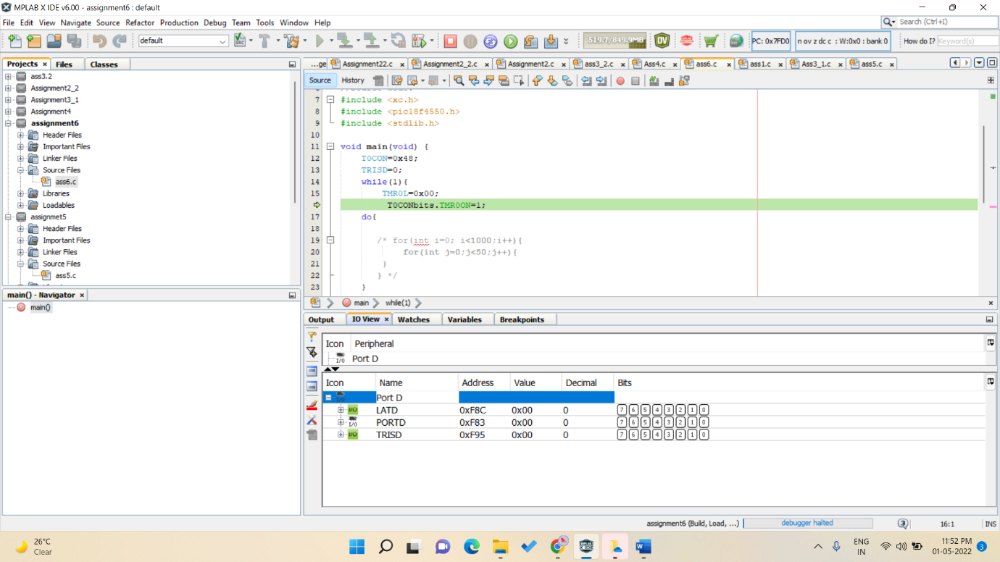 MPLAB X IDE v6.00 - assignment6 : default
File Edit View Navigate Source Refactor Production Debug Team Tools Window Help
Search (Ctrl+I)
default
519.7/849.9MB
PC: 0x7FD0
n ov z dc c : W:0x0 : bank 0
How do I? Keyword(s)
Projects Files Classes
...ge Assignment22.c Assignment2_2.c Assignment2.c ass3_2.c Ass4.c ass6.c ass1.c Ass3_1.c ass5.c
Source History
ass3.2
Assignment2_2
Assignment3_1
Assignment4
assignment6
Header Files
Important Files
Linker Files
Source Files
ass6.c
Libraries
Loadables
assignmet5
Header Files
Important Files
Linker Files
Source Files
ass5.c
7 #include <xc.h>
8 #include <pic18f4550.h>
9 #include <stdlib.h>
10
11 void main(void) {
12 T0CON=0x48;
13 TRISD=0;
14 while(1){
15 TMR0L=0x00;
T0CONbits.TMR0ON=1;
17 do{
18
19 /* for(int i=0; i<1000;i++){
20 for(int j=0;j<50;j++){
21 }
22 } */
23 }
main() - Navigator
main()
main while(1)
Output IO View Watches Variables Breakpoints
Icon Peripheral
I/O Port D
Icon Name Address Value Decimal Bits
Port D
I/O LATD 0xF8C 0x00 0 7 6 5 4 3 2 1 0
I/O PORTD 0xF83 0x00 0 7 6 5 4 3 2 1 0
I/O TRISD 0xF95 0x00 0 7 6 5 4 3 2 1 0
assignment6 (Build, Load, ...) debugger halted 3 16:1 INS
26°C
Clear
ENG
IN
11:52 PM
01-05-2022
3